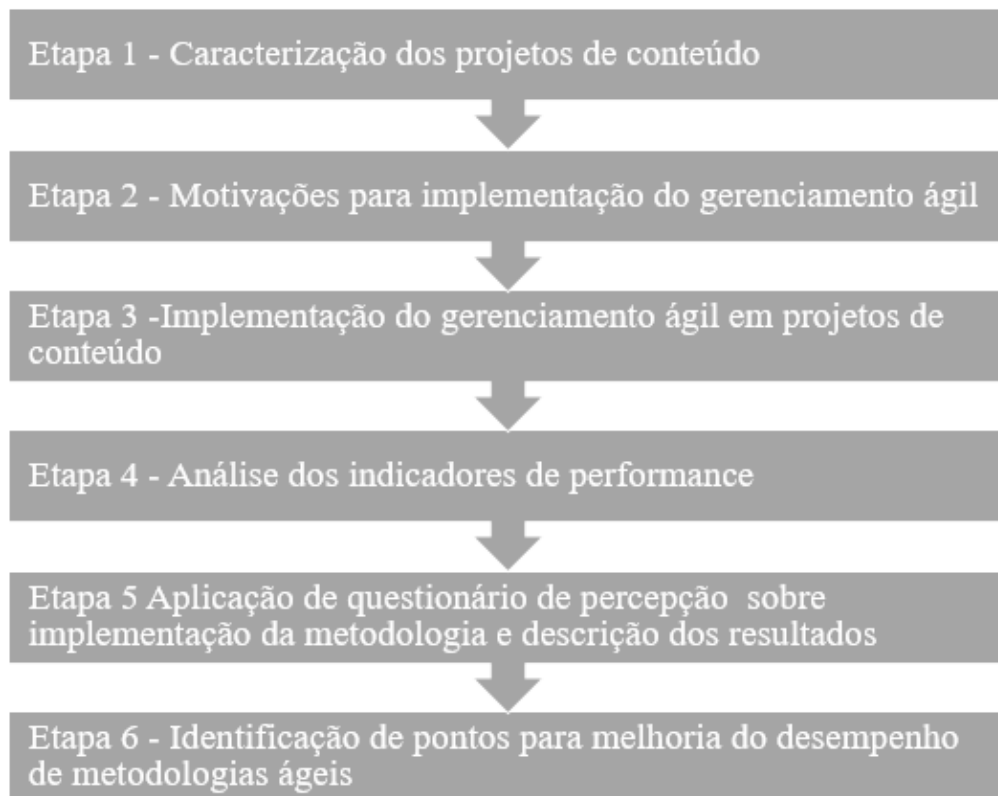 Etapa 1 - Caracterização dos projetos de conteúdo
Etapa 2 - Motivações para implementação do gerenciamento ágil
Etapa 3 -Implementação do gerenciamento ágil em projetos de
conteúdo
Etapa 4 - Análise dos indicadores de performance
Etapa 5 Aplicação de questionário de percepção  sobre
implementação da metodologia e descrição dos resultados
Etapa 6 - Identificação de pontos para melhoria do desempenho
de metodologias ágeis